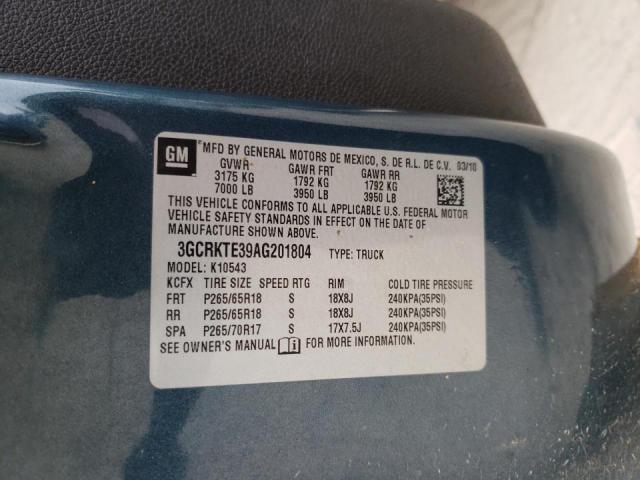 GM
® MFD BY GENERAL MOTORS DE MEXICO, S. DE R.L. DE C.V. 03/10
GVWR GAWR FRT GAWR RR
3175 KG 1792 KG 1792 KG
7000 LB 3950 LB 3950 LB
THIS VEHICLE CONFORMS TO ALL APPLICABLE U.S. FEDERAL MOTOR
VEHICLE SAFETY STANDARDS IN EFFECT ON THE DATE OF
MANUFACTURE SHOWN ABOVE.
3GCRKTE39AG201804 TYPE: TRUCK
MODEL: K10543
KCFX TIRE SIZE SPEED RTG RIM COLD TIRE PRESSURE
FRT P265/65R18 S 18X8J 240KPA(35PSI)
RR P265/65R18 S 18X8J 240KPA(35PSI)
SPA P265/70R17 S 17X7.5J 240KPA(35PSI)
SEE OWNER'S MANUAL FOR MORE INFORMATION.